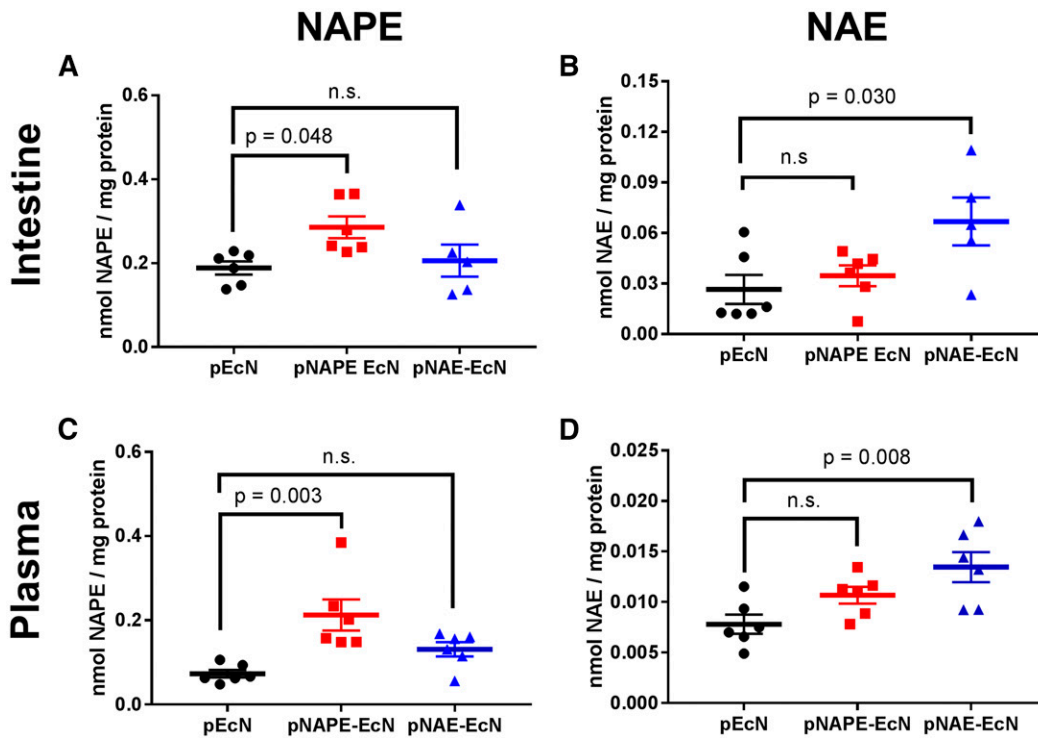 NAPE
NAE
Intestine
A
nmol NAPE / mg protein
0.6
0.4
0.2
0.0
n.s.
p = 0.048
pEcN
pNAPE EcN
pNAE-EcN
B
nmol NAE / mg protein
0.15
0.12
0.09
0.06
0.03
0.00
p = 0.030
n.s
pEcN
pNAPE EcN
pNAE-EcN
Plasma
C
nmol NAPE / mg protein
0.6
0.4
0.2
0.0
n.s.
p = 0.003
pEcN
pNAPE-EcN
pNAE-EcN
D
nmol NAE / mg protein
0.025
0.020
0.015
0.010
0.005
0.000
p = 0.008
n.s.
pEcN
pNAPE-EcN
pNAE-EcN